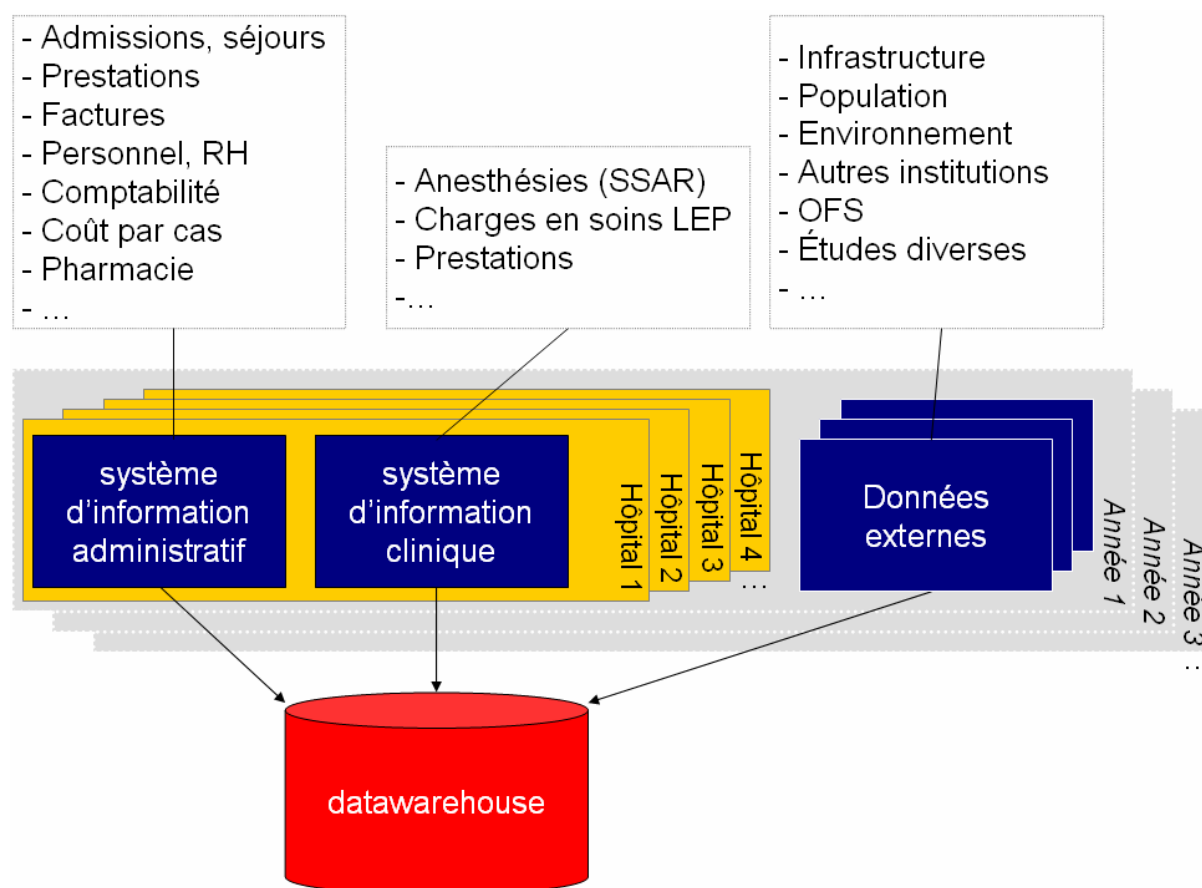 - Admissions, séjours
- Prestations
- Factures
- Personnel, RH
- Comptabilité
- Coût par cas
- Pharmacie
- ...
- Anesthésies (SSAR)
- Charges en soins LEP
- Prestations
-...
- Infrastructure
- Population
- Environnement
- Autres institutions
- OFS
- Études diverses
- ...
système
d'information
administratif
système
d'information
clinique
Hôpital 1
Hôpital 2
Hôpital 3
Hôpital 4
...
Données
externes
Année 1
Année 2
Année 3
...
datawarehouse